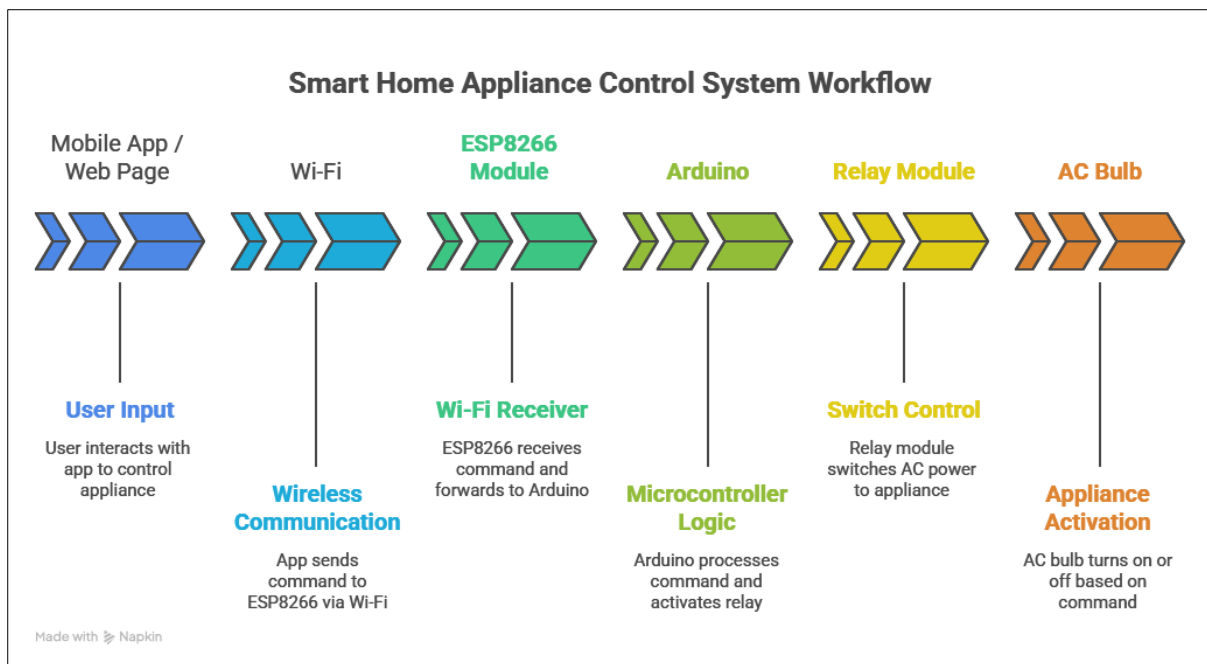 Smart Home Appliance Control System Workflow
Mobile App /
Web Page
Wi-Fi
ESP8266
Module
Arduino
Relay Module
AC Bulb
User Input
User interacts with
app to control
appliance
Wireless
Communication
App sends
command to
ESP8266 via Wi-Fi
Wi-Fi Receiver
ESP8266 receives
command and
forwards to Arduino
Microcontroller
Logic
Arduino processes
command and
activates relay
Switch Control
Relay module
switches AC power
to appliance
Appliance
Activation
AC bulb turns on or
off based on
command
Made with Napkin